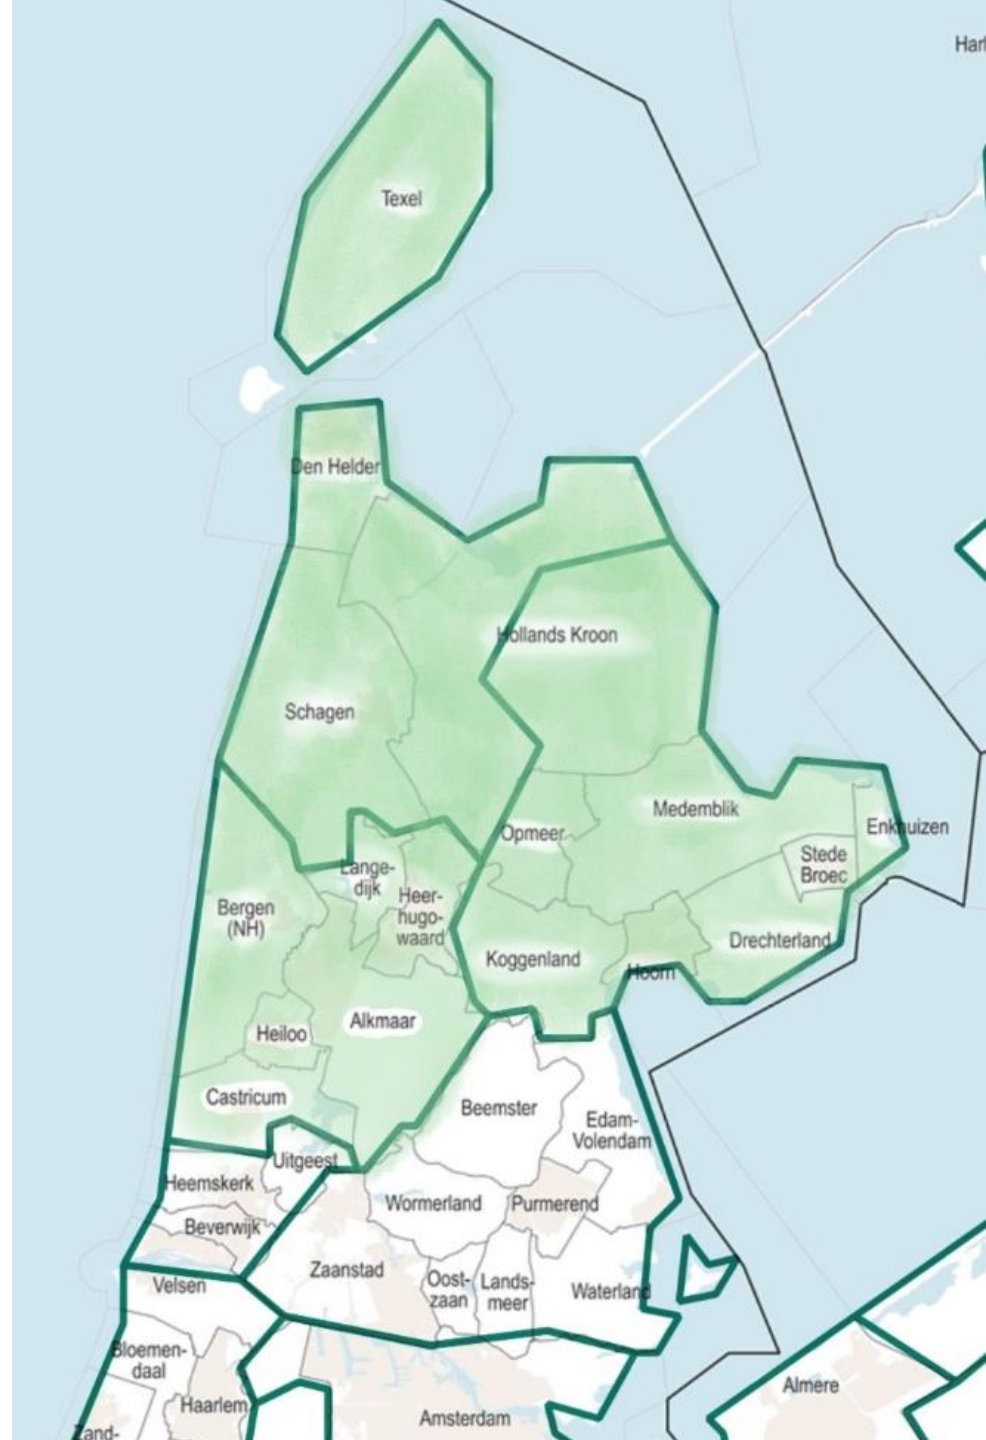 Harl
Texel
Den Helder
Hollands Kroon
Schagen
Medemblik
Opmeer
Enkhuizen
Stede
Broec
Lange-
dijk
Heer-
hugo-
waard
Bergen
(NH)
Drechterland
Koggenland
Hoorn
Alkmaar
Heiloo
Castricum
Beemster
Edam-
Volendam
Uitgeest
Heemskerk
Wormerland
Purmerend
Beverwijk
Zaanstad
Velsen
Oost-
zaan
Lands-
meer
Waterland
Bloemen-
daal
Almere
Haarlem
Amsterdam
Zand-